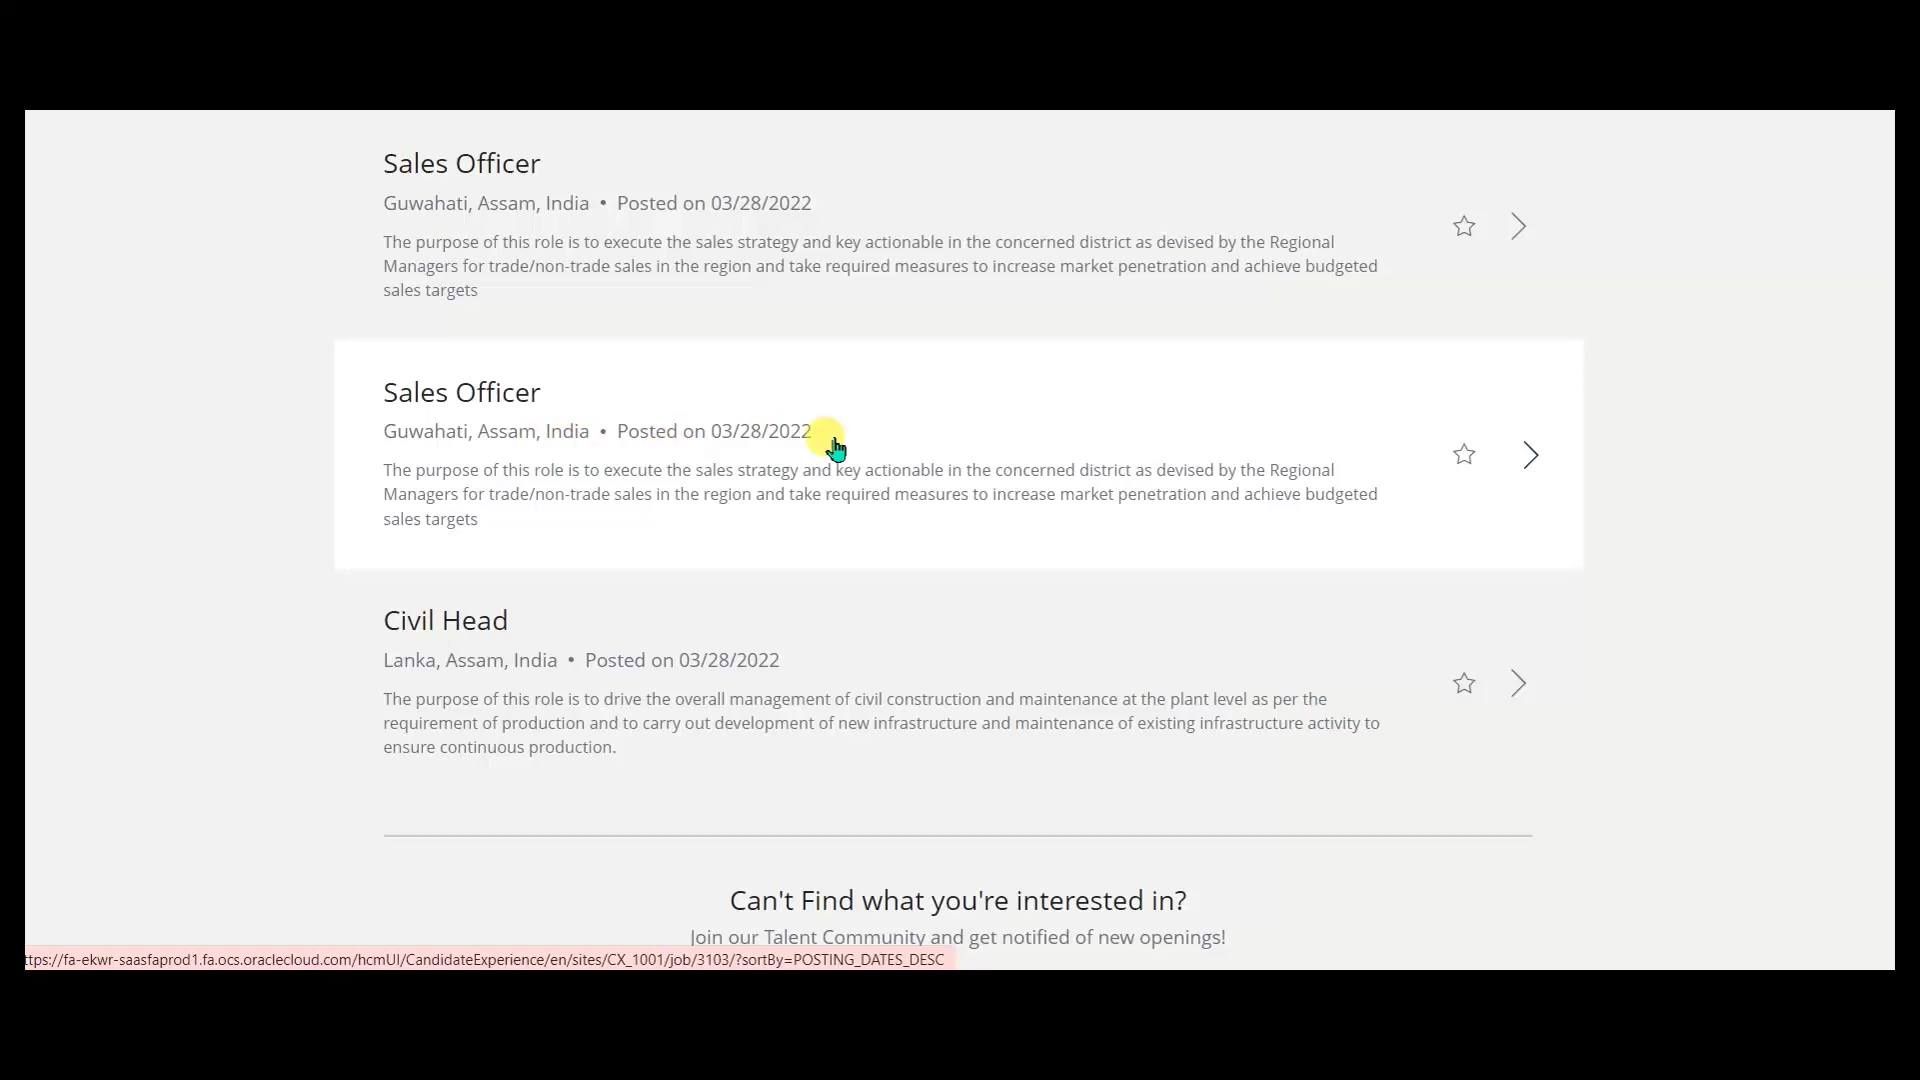 Sales Officer
Guwahati, Assam, India • Posted on 03/28/2022
The purpose of this role is to execute the sales strategy and key actionable in the concerned district as devised by the Regional
Managers for trade/non-trade sales in the region and take required measures to increase market penetration and achieve budgeted
sales targets
Sales Officer
Guwahati, Assam, India • Posted on 03/28/2022
The purpose of this role is to execute the sales strategy and key actionable in the concerned district as devised by the Regional
Managers for trade/non-trade sales in the region and take required measures to increase market penetration and achieve budgeted
sales targets
Civil Head
Lanka, Assam, India • Posted on 03/28/2022
The purpose of this role is to drive the overall management of civil construction and maintenance at the plant level as per the
requirement of production and to carry out development of new infrastructure and maintenance of existing infrastructure activity to
ensure continuous production.
Can't Find what you're interested in?
Join our Talent Community and get notified of new openings!
ttps://fa-ekwr-saasfaprod1.fa.ocs.oraclecloud.com/hcmUI/CandidateExperience/en/sites/CX_1001/job/3103/?sortBy=POSTING_DATES_DESC